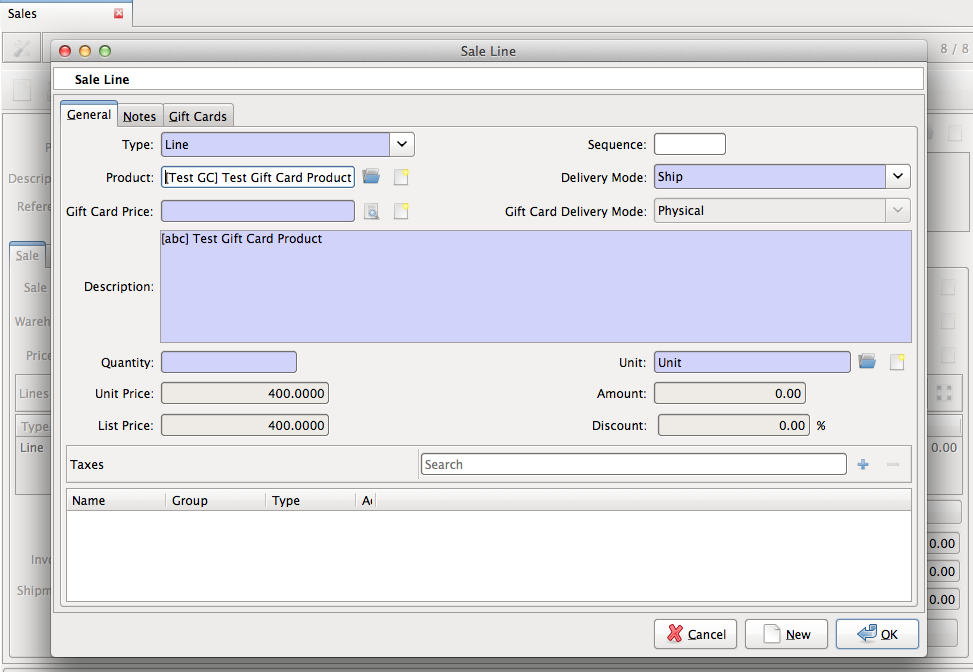 Sales
Sale Line
8 / 8
Sale Line
General
Notes
Gift Cards
Type:
Line
Sequence:
Product:
[Test GC] Test Gift Card Product
Delivery Mode:
Ship
Descrip
Gift Card Price:
Gift Card Delivery Mode:
Physical
Refere
[abc] Test Gift Card Product
Sale
Description:
Sale
Wareh
Price
Quantity:
Unit:
Unit
Lines
Unit Price:
400.0000
Amount:
0.00
Type
List Price:
400.0000
Discount:
0.00 %
Line
0.00
Taxes
Search
Name
Group
Type
Ac
0.00
Invo
0.00
Shipm
0.00
Cancel
New
OK